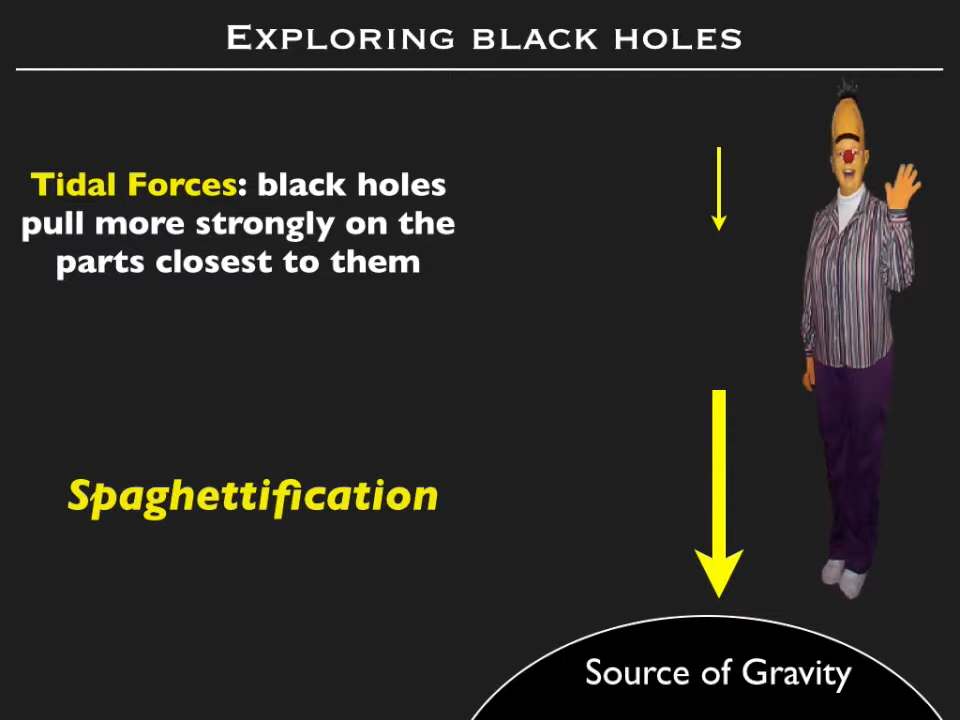 EXPLORING BLACK HOLES
Tidal Forces: black holes
pull more strongly on the
parts closest to them
Spaghettification
Source of Gravity